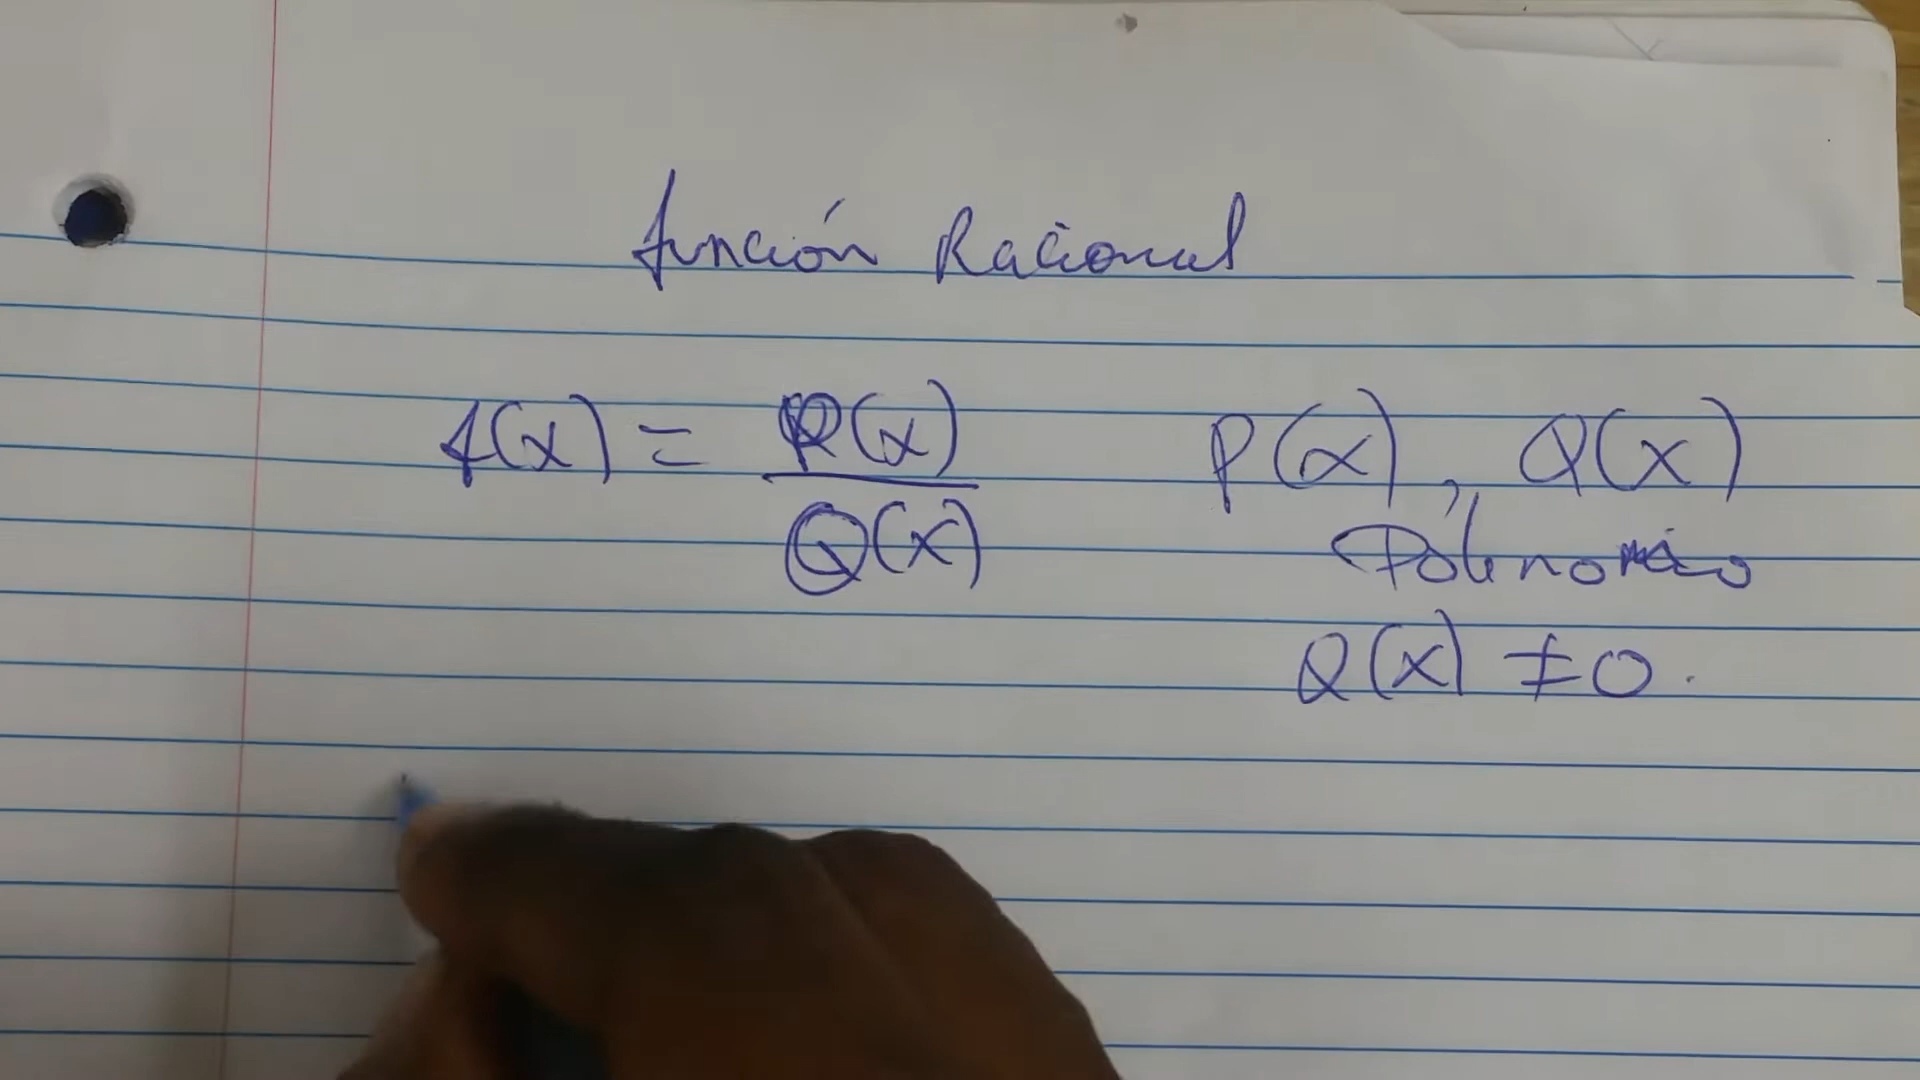 función Racional
f(x) = P(x) / Q(x)
P(x), Q(x)
Polinomio
Q(x) ≠ 0.